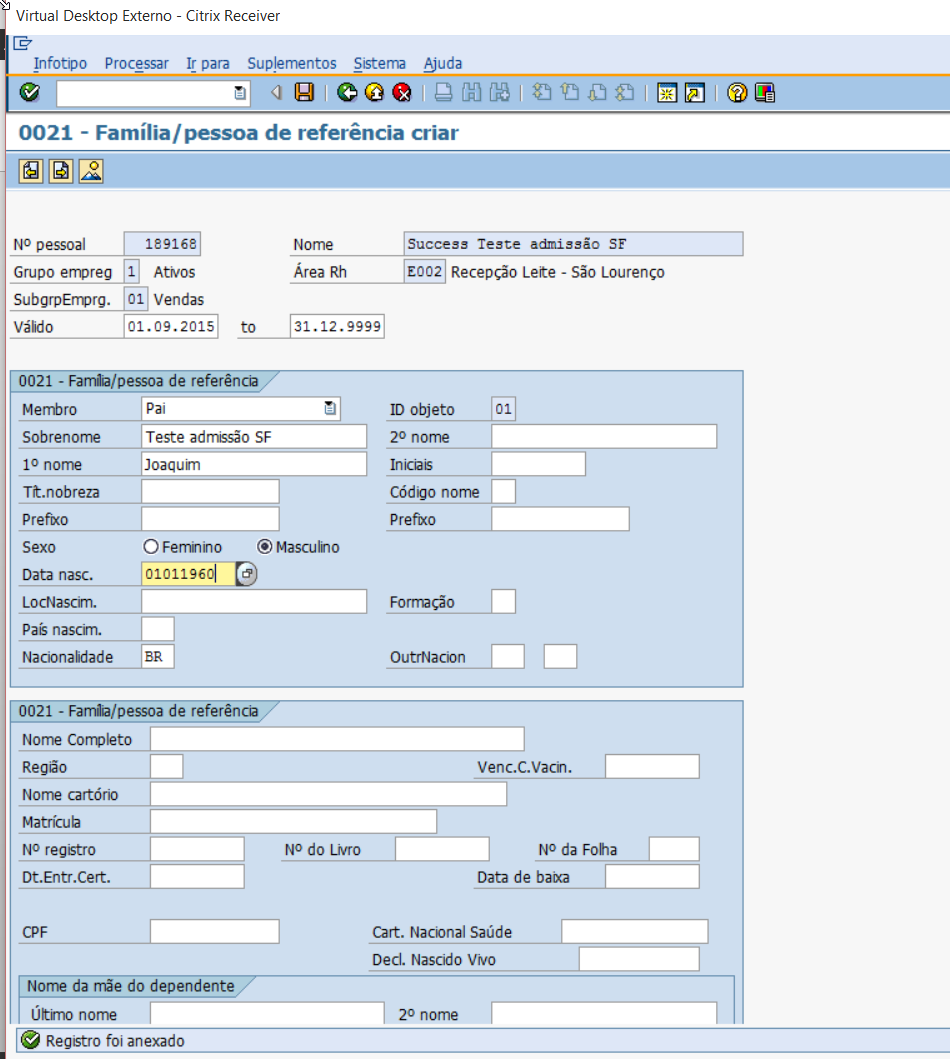 Virtual Desktop Externo - Citrix Receiver
Infotipo Processar Ir para Suplementos Sistema Ajuda
0021 - Família/pessoa de referência criar
Nº pessoal 189168 Nome Success Teste admissão SF
Grupo empreg 1 Ativos Área Rh E002 Recepção Leite - São Lourenço
SubgrpEmprg. 01 Vendas
Válido 01.09.2015 to 31.12.9999
0021 - Família/pessoa de referência
Membro Pai ID objeto 01
Sobrenome Teste admissão SF 2º nome
1º nome Joaquim Iniciais
Tít.nobreza Código nome
Prefixo Prefixo
Sexo Feminino Masculino
Data nasc. 01011960
LocNascim. Formação
País nascim.
Nacionalidade BR OutrNacion
0021 - Família/pessoa de referência
Nome Completo
Região Venc.C.Vacin.
Nome cartório
Matrícula
Nº registro Nº do Livro Nº da Folha
Dt.Entr.Cert. Data de baixa
CPF Cart. Nacional Saúde
Decl. Nascido Vivo
Nome da mãe do dependente
Último nome 2º nome
Registro foi anexado